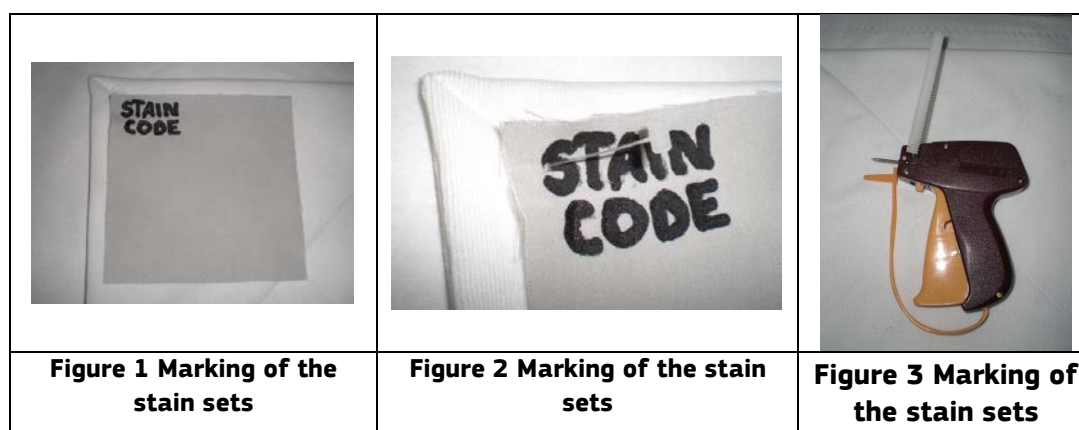 STAIN
CODE
STAIN
CODE
Figure 1 Marking of the
stain sets
Figure 2 Marking of the stain
sets
Figure 3 Marking of
the stain sets